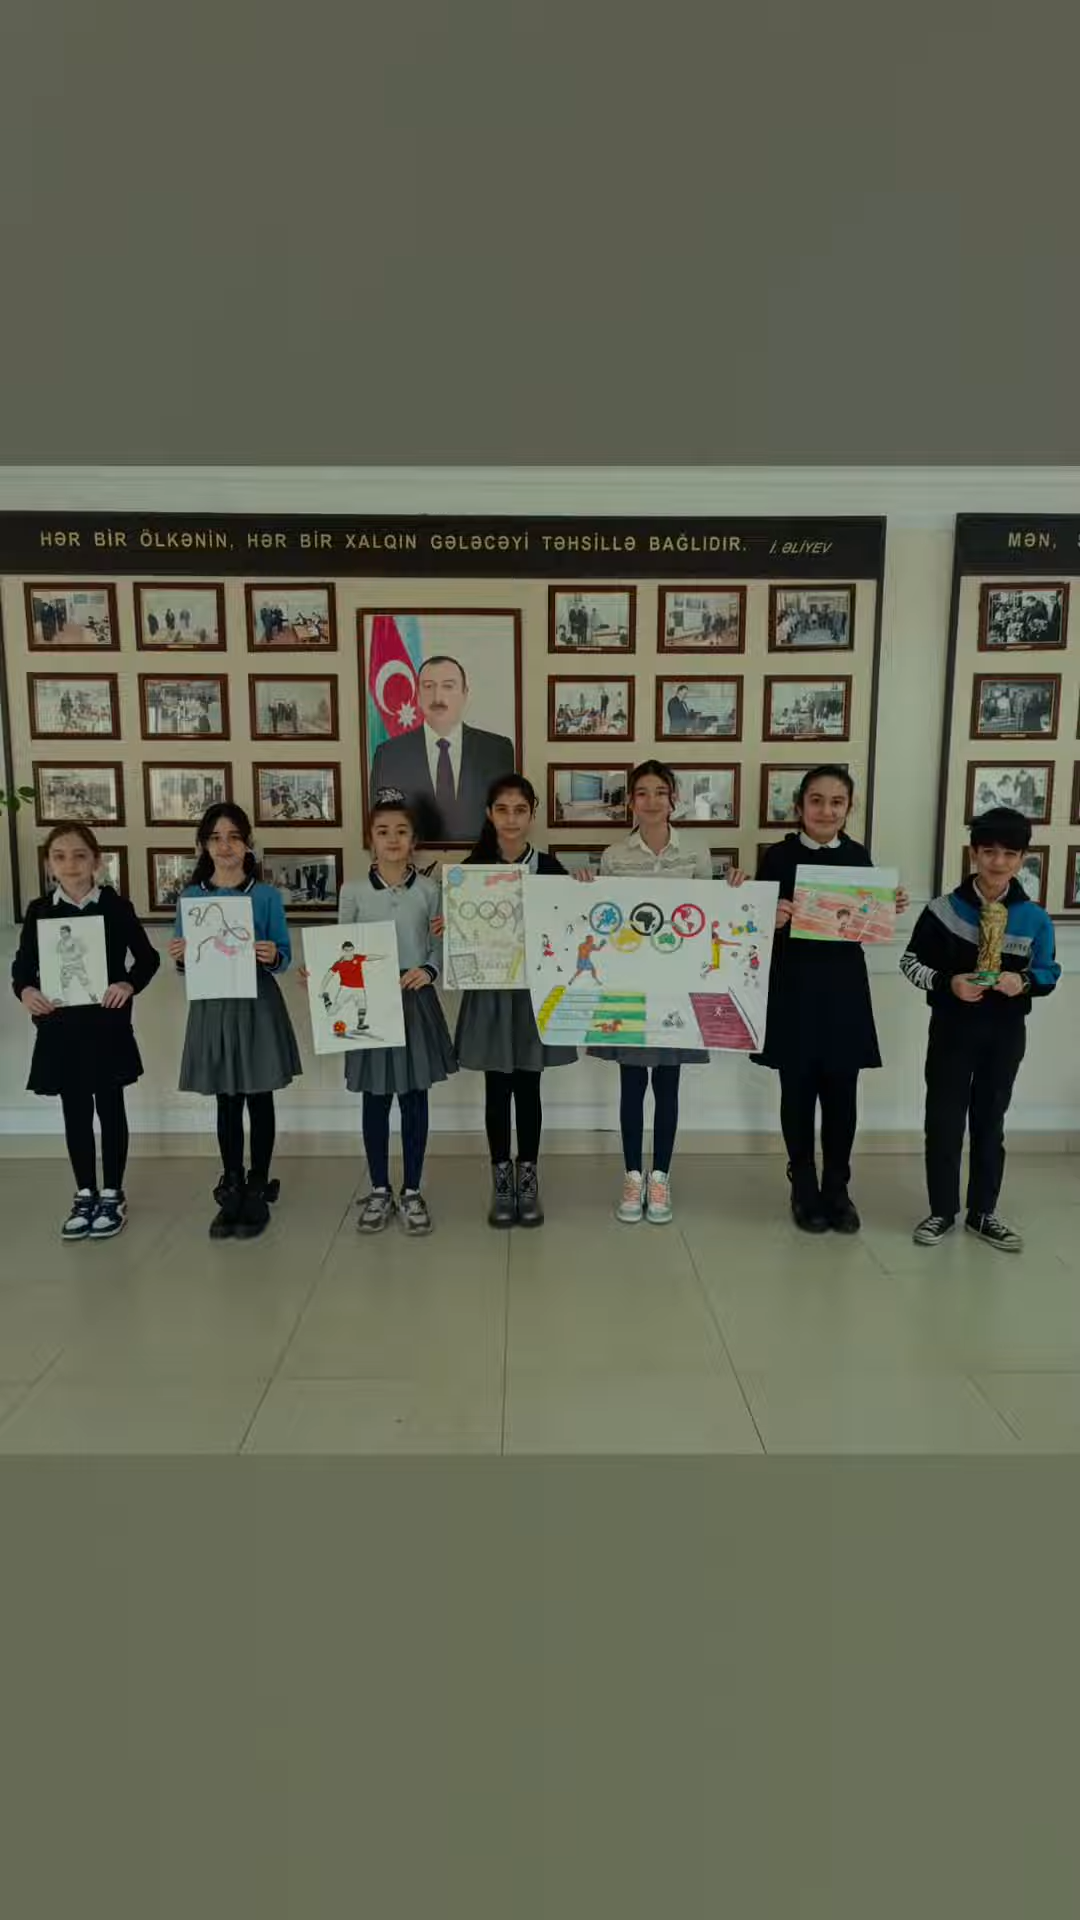 HƏR BİR ÖLKƏNİN, HƏR BİR XALQIN GƏLƏCƏYİ TƏHSİLLƏ BAĞLIDIR.
İ. ƏLİYEV
MƏN,